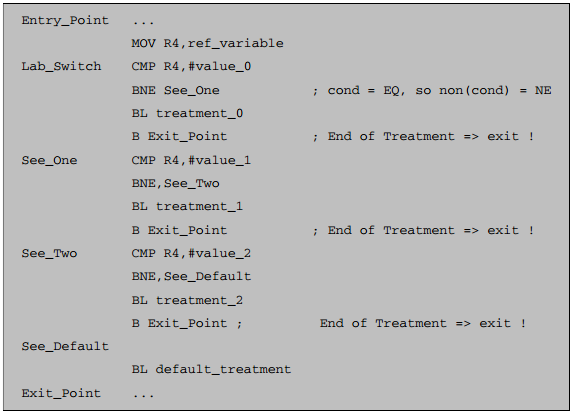 Entry_Point ...
MOV R4,ref_variable
Lab_Switch CMP R4,#value_0
BNE See_One ; cond = EQ, so non(cond) = NE
BL treatment_0
B Exit_Point ; End of Treatment => exit !
See_One CMP R4,#value_1
BNE,See_Two
BL treatment_1
B Exit_Point ; End of Treatment => exit !
See_Two CMP R4,#value_2
BNE,See_Default
BL treatment_2
B Exit_Point ; End of Treatment => exit !
See_Default
BL default_treatment
Exit_Point ...